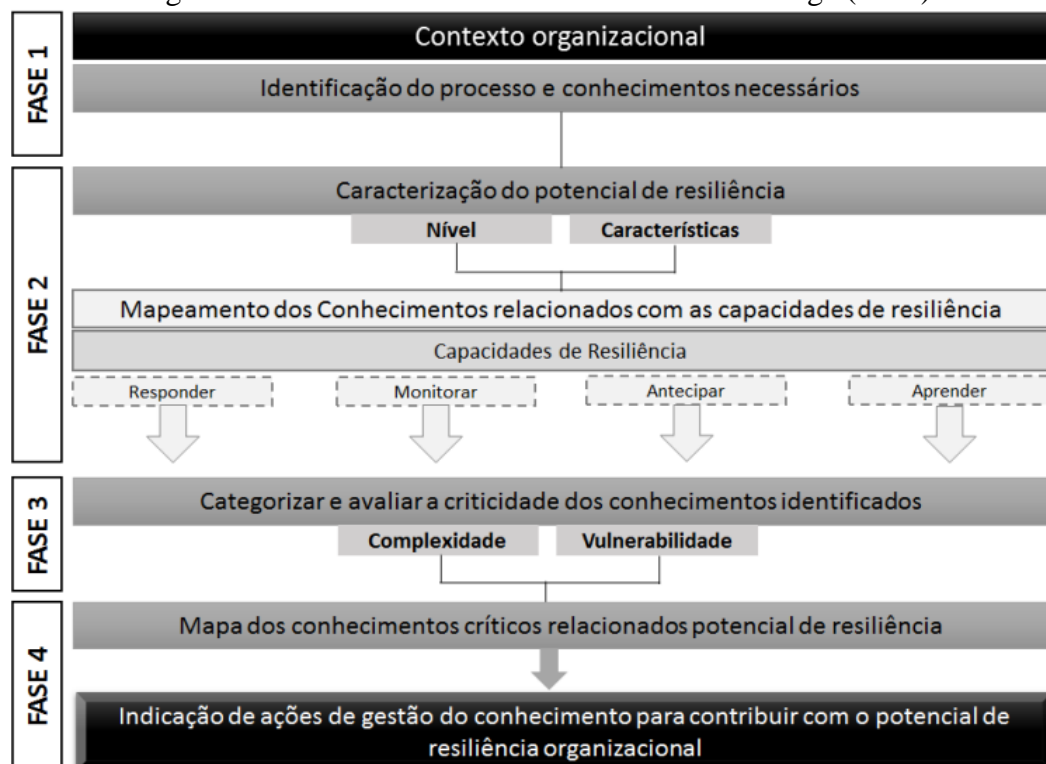 FASE 1
Contexto organizacional
Identificação do processo e conhecimentos necessários
FASE 2
Caracterização do potencial de resiliência
Nível
Características
Mapeamento dos Conhecimentos relacionados com as capacidades de resiliência
Capacidades de Resiliência
Responder
Monitorar
Antecipar
Aprender
FASE 3
Categorizar e avaliar a criticidade dos conhecimentos identificados
Complexidade
Vulnerabilidade
FASE 4
Mapa dos conhecimentos críticos relacionados potencial de resiliência
Indicação de ações de gestão do conhecimento para contribuir com o potencial de
resiliência organizacional